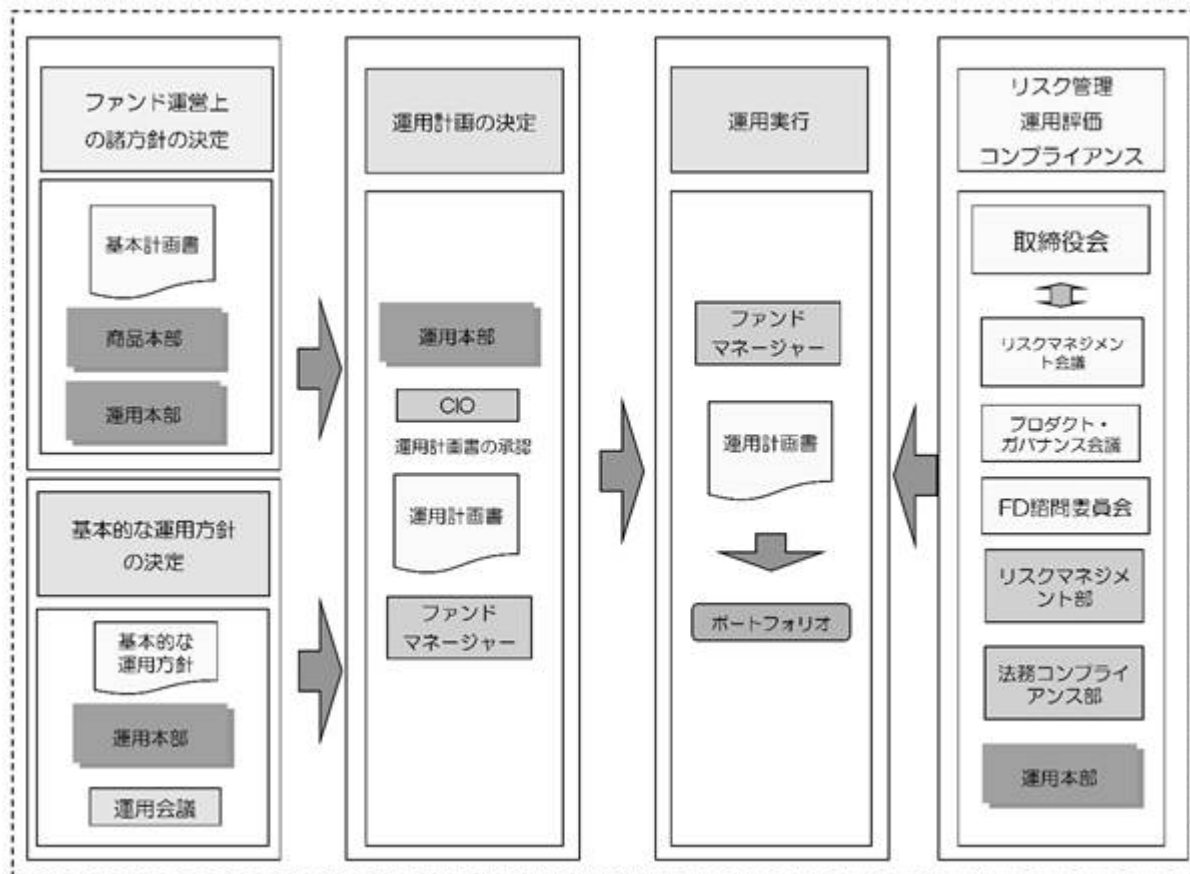 ファンド運営上
の諸方針の決定
基本計画書
商品本部
運用本部
基本的な運用方針
の決定
基本的な
運用方針
運用本部
運用会議
運用計画の決定
運用本部
CIO
運用計画書の承認
運用計画書
ファンド
マネージャー
運用実行
ファンド
マネージャー
運用計画書
ポートフォリオ
リスク管理
運用評価
コンプライアンス
取締役会
リスクマネジメン
ト会議
プロダクト・
ガバナンス会議
FD諮問委員会
リスクマネジメ
ント部
法務コンプライ
アンス部
運用本部